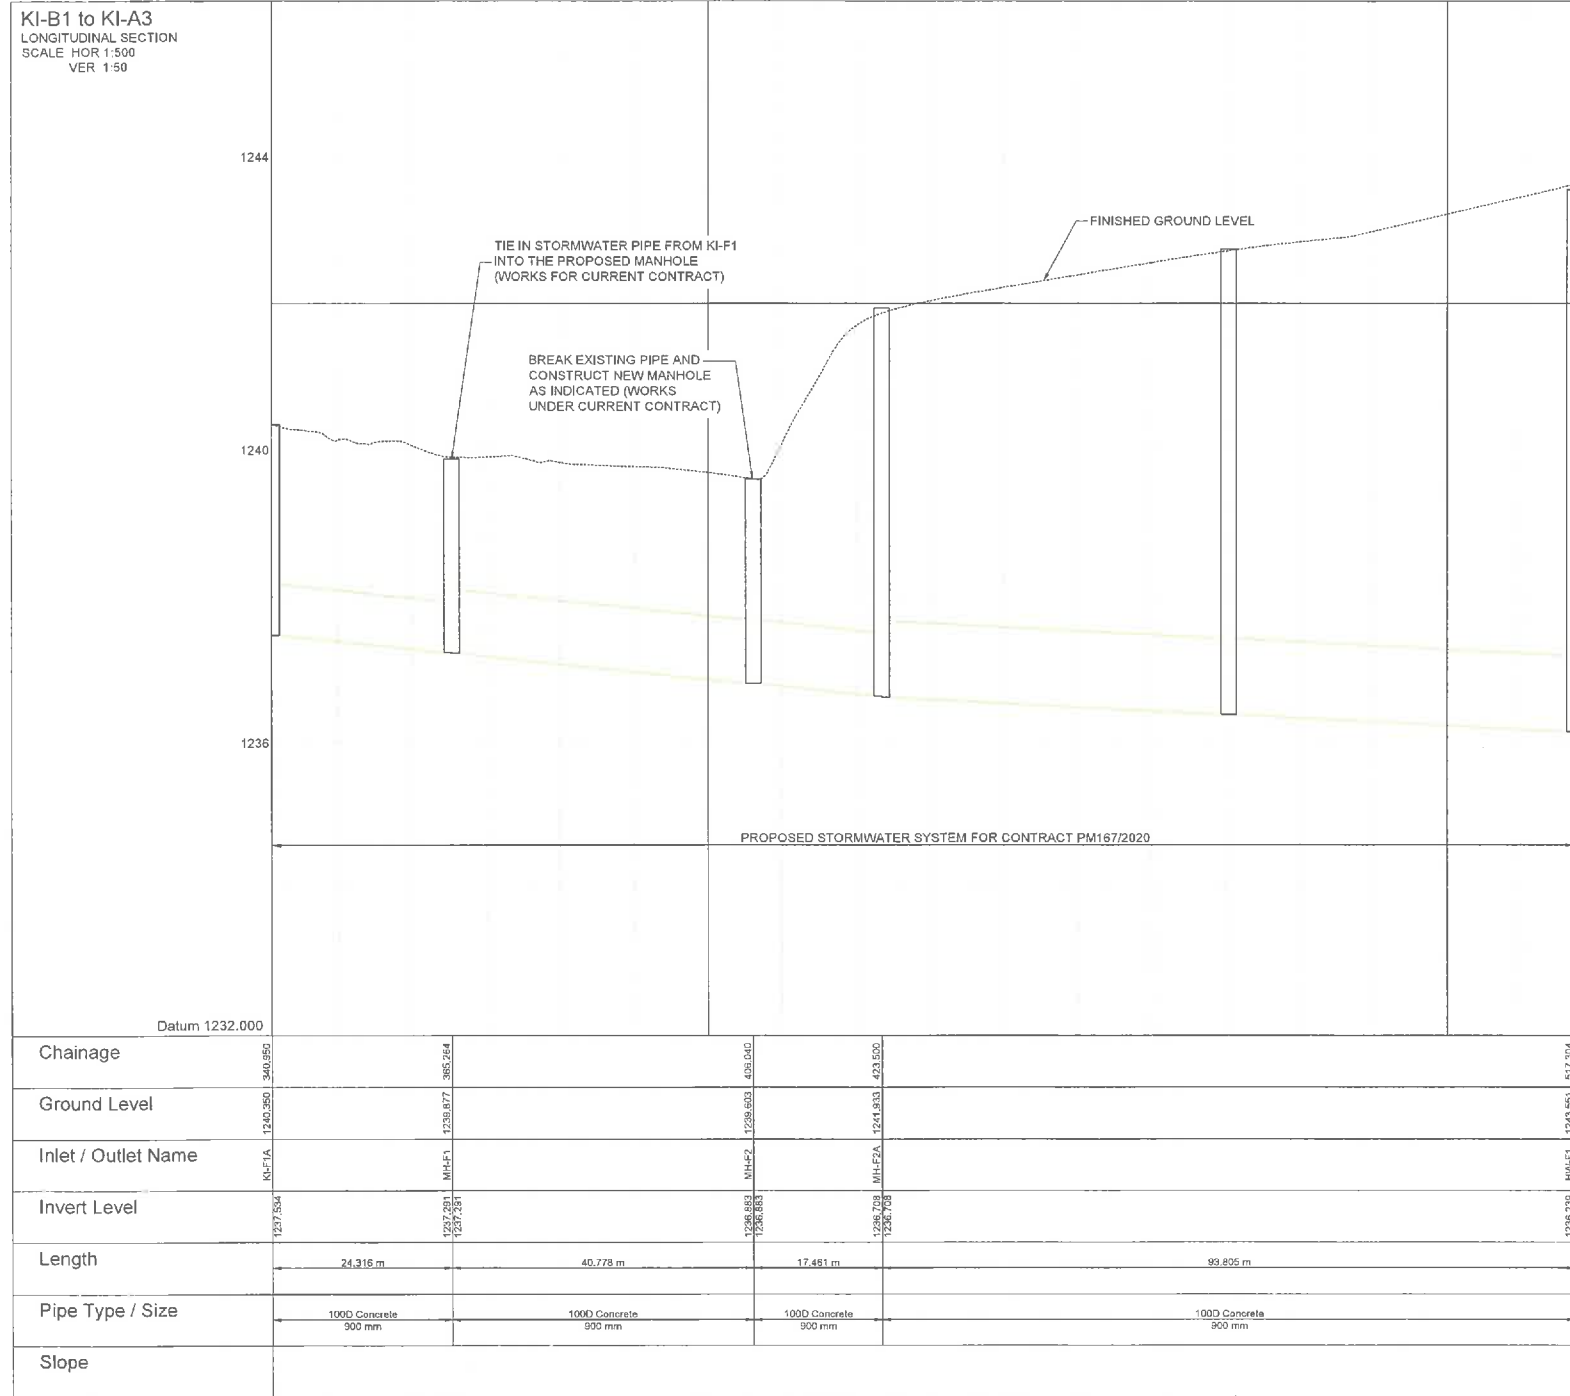 KI-B1 to KI-A3
LONGITUDINAL SECTION
SCALE HOR 1:500
VER 1:50
1244
FINISHED GROUND LEVEL
TIE IN STORMWATER PIPE FROM KI-F1
INTO THE PROPOSED MANHOLE
(WORKS FOR CURRENT CONTRACT)
BREAK EXISTING PIPE AND
CONSTRUCT NEW MANHOLE
AS INDICATED (WORKS
UNDER CURRENT CONTRACT)
1240
1236
PROPOSED STORMWATER SYSTEM FOR CONTRACT PM167/2020
Datum 1232.000
Chainage
340.950
365.264
406.040
423.500
Ground Level
1240.350
1239.877
1239.603
1241.933
Inlet / Outlet Name
KI-F1A
MH-F1
MH-F2
MH-F2A
Invert Level
1237.534
1237.291
1237.291
1236.883
1236.883
1236.708
1236.708
Length
24.316 m
40.778 m
17.461 m
93.805 m
Pipe Type / Size
100D Concrete
900 mm
100D Concrete
900 mm
100D Concrete
900 mm
100D Concrete
900 mm
Slope